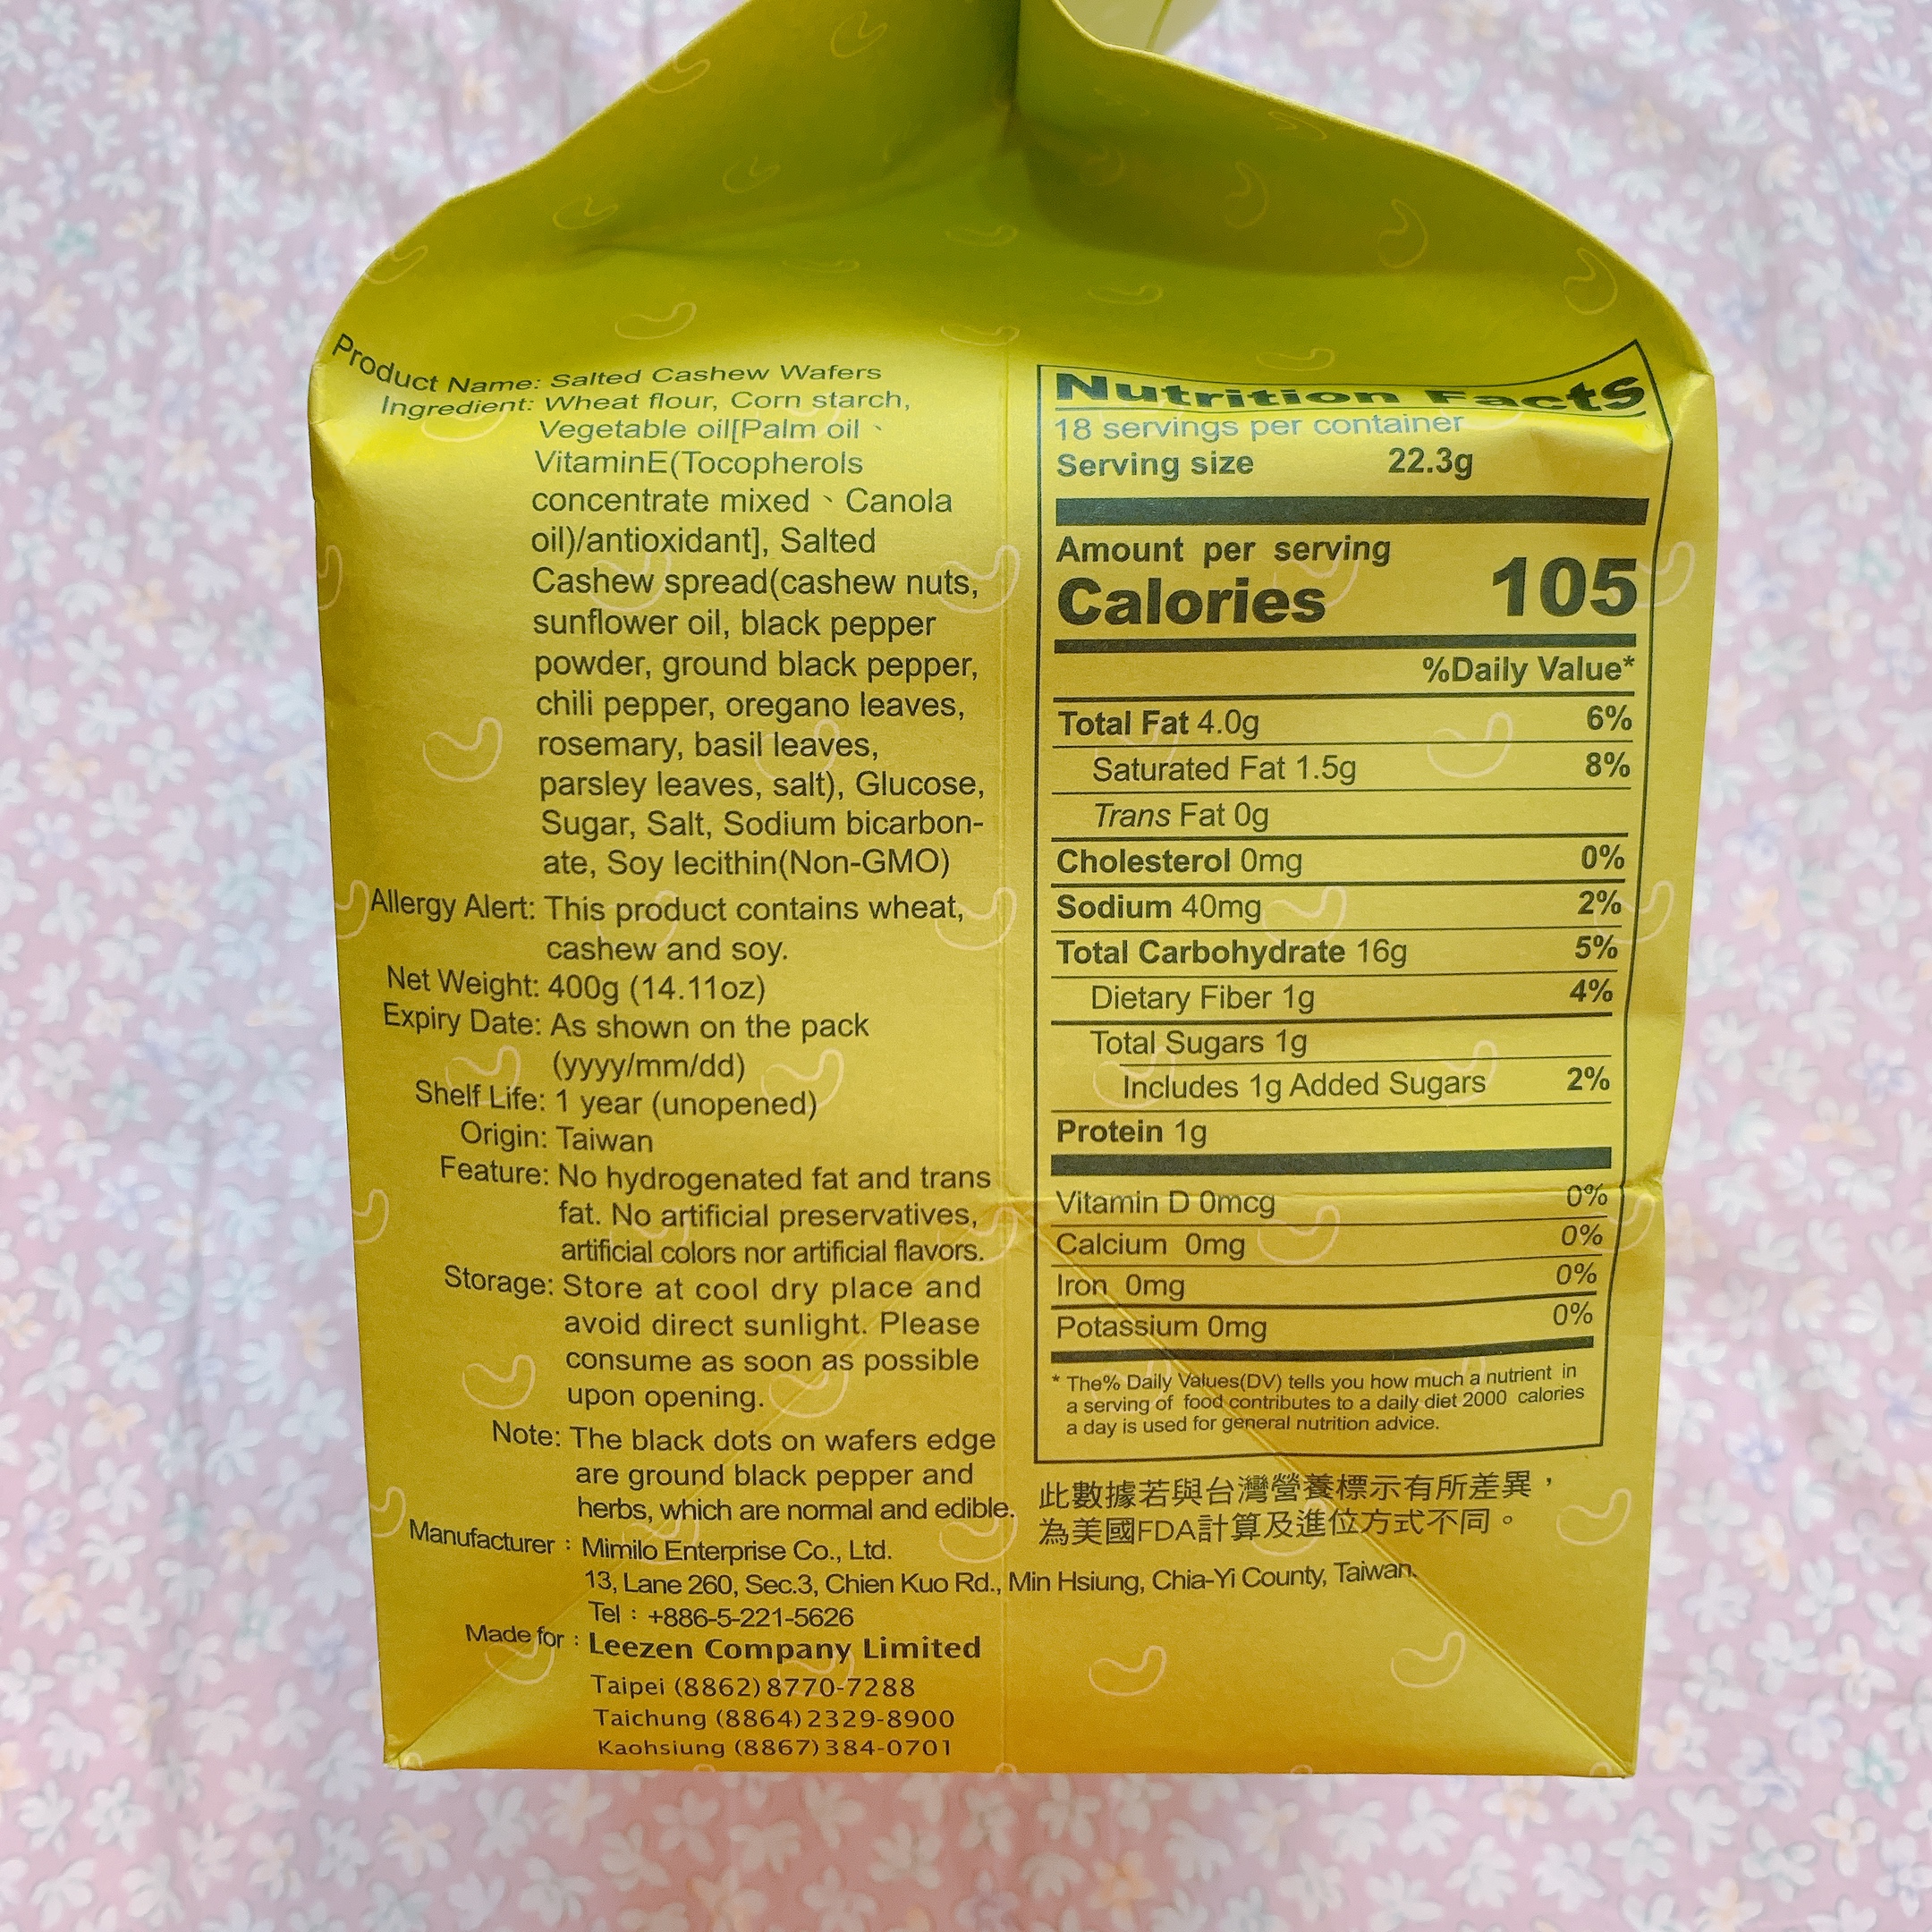 Product Name: Salted Cashew Wafers
Ingredient: Wheat flour, Corn starch,
Vegetable oil[Palm oil、
VitaminE(Tocopherols
concentrate mixed、Canola
oil)/antioxidant], Salted
Cashew spread(cashew nuts,
sunflower oil, black pepper
powder, ground black pepper,
chili pepper, oregano leaves,
rosemary, basil leaves,
parsley leaves, salt), Glucose,
Sugar, Salt, Sodium bicarbon-
ate, Soy lecithin(Non-GMO)
Allergy Alert: This product contains wheat,
cashew and soy.
Net Weight: 400g (14.11oz)
Expiry Date: As shown on the pack
(yyyy/mm/dd)
Shelf Life: 1 year (unopened)
Origin: Taiwan
Feature: No hydrogenated fat and trans
fat. No artificial preservatives,
artificial colors nor artificial flavors.
Storage: Store at cool dry place and
avoid direct sunlight. Please
consume as soon as possible
upon opening.
Note: The black dots on wafers edge
are ground black pepper and
herbs, which are normal and edible.
Manufacturer：Mimilo Enterprise Co., Ltd.
13, Lane 260, Sec.3, Chien Kuo Rd., Min Hsiung, Chia-Yi County, Taiwan.
Tel：+886-5-221-5626
Made for：Leezen Company Limited
Taipei (8862) 8770-7288
Taichung (8864) 2329-8900
Kaohsiung (8867) 384-0701
Nutrition Facts
18 servings per container
Serving size 22.3g
Amount per serving
Calories 105
%Daily Value*
Total Fat 4.0g 6%
Saturated Fat 1.5g 8%
Trans Fat 0g
Cholesterol 0mg 0%
Sodium 40mg 2%
Total Carbohydrate 16g 5%
Dietary Fiber 1g 4%
Total Sugars 1g
Includes 1g Added Sugars 2%
Protein 1g
Vitamin D 0mcg 0%
Calcium 0mg 0%
Iron 0mg 0%
Potassium 0mg 0%
* The% Daily Values(DV) tells you how much a nutrient in
a serving of food contributes to a daily diet 2000 calories
a day is used for general nutrition advice.
此數據若與台灣營養標示有所差異，
為美國FDA計算及進位方式不同。